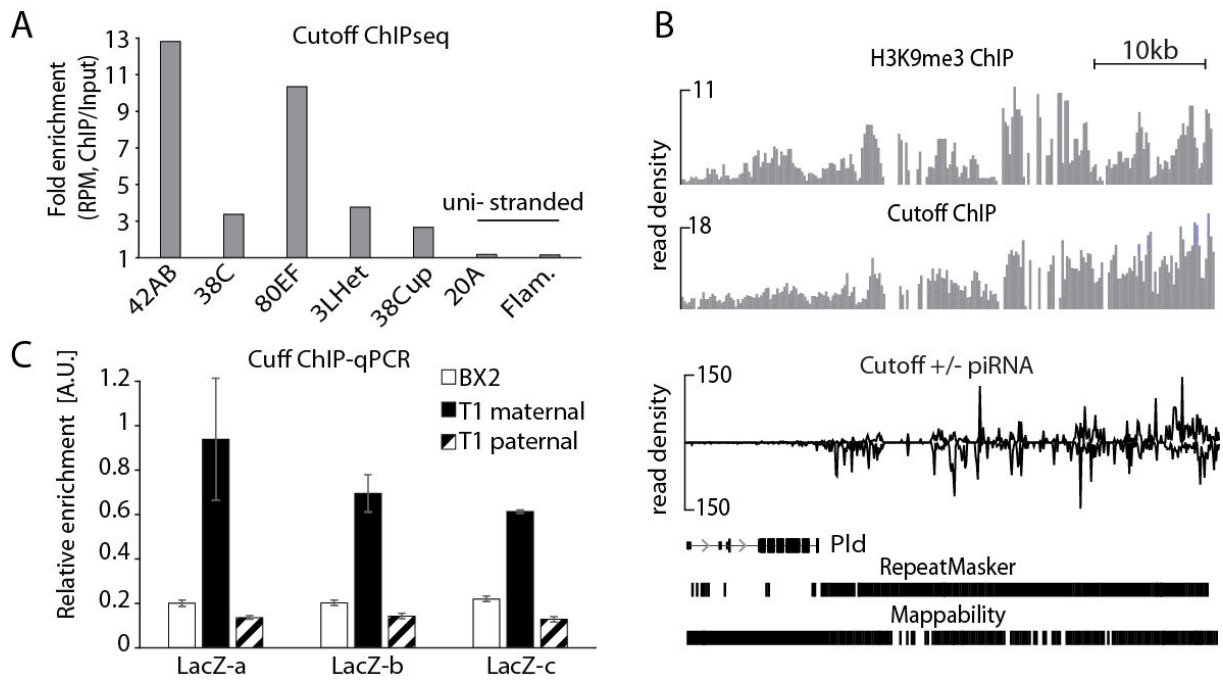 A
Cutoff ChIPseq
Fold enrichment
(RPM, ChIP/Input)
13
11
9
7
5
3
1
uni- stranded
42AB
38C
80EF
3LHet
38Cup
20A
Flam.
B
H3K9me3 ChIP
10kb
11
Cutoff ChIP
18
read density
Cutoff +/- piRNA
150
read density
150
Pld
RepeatMasker
Mappability
C
Cuff ChIP-qPCR
Relative enrichment [A.U.]
1.2
1
0.8
0.6
0.4
0.2
0
BX2
T1 maternal
T1 paternal
LacZ-a
LacZ-b
LacZ-c